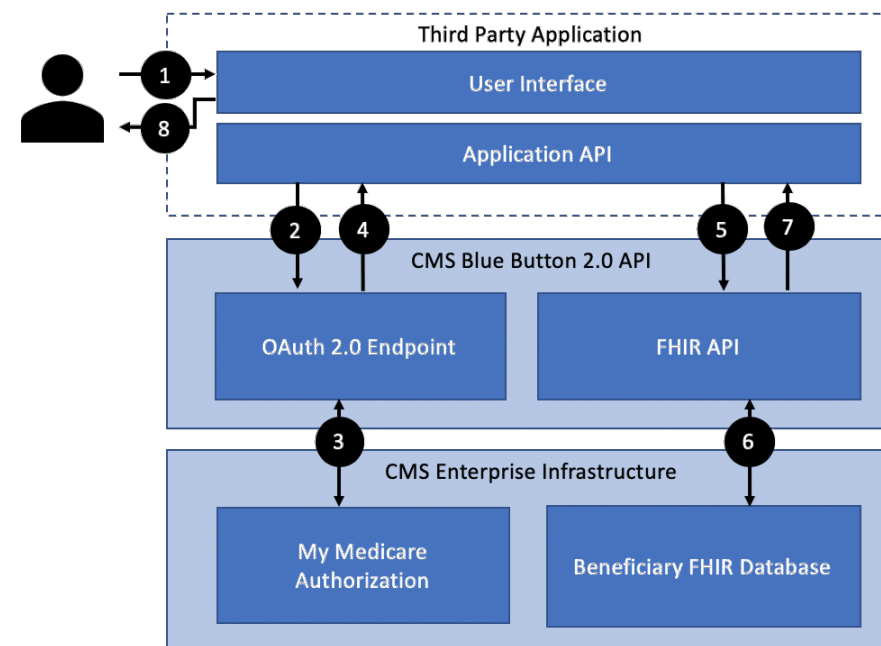 Third Party Application
1
User Interface
8
Application API
2
4
5
7
CMS Blue Button 2.0 API
OAuth 2.0 Endpoint
FHIR API
3
6
CMS Enterprise Infrastructure
My Medicare
Authorization
Beneficiary FHIR Database